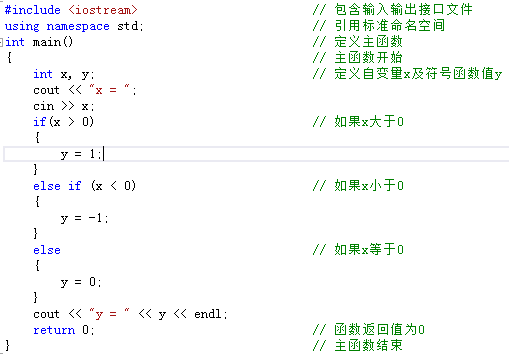 #include <iostream> // 包含输入输出接口文件
using namespace std; // 引用标准命名空间
int main() // 定义主函数
{ // 主函数开始
int x, y; // 定义自变量x及符号函数值y
cout << "x = ";
cin >> x;
if(x > 0) // 如果x大于0
{
y = 1;
}
else if (x < 0) // 如果x小于0
{
y = -1;
}
else // 如果x等于0
{
y = 0;
}
cout << "y = " << y << endl;
return 0; // 函数返回值为0
} // 主函数结束